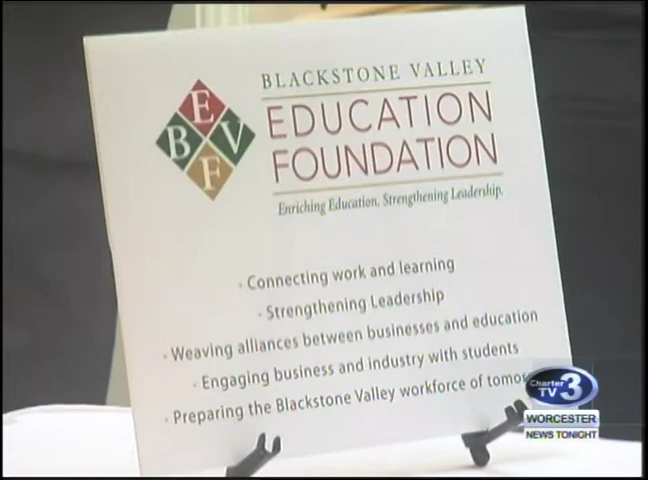 BLACKSTONE VALLEY
EDUCATION
FOUNDATION
Enriching Education. Strengthening Leadership.
E
B V
F
- Connecting work and learning
- Strengthening Leadership
- Weaving alliances between businesses and education
- Engaging business and industry with students
- Preparing the Blackstone Valley workforce of
Charter
TV 3
WORCESTER
NEWS TONIGHT